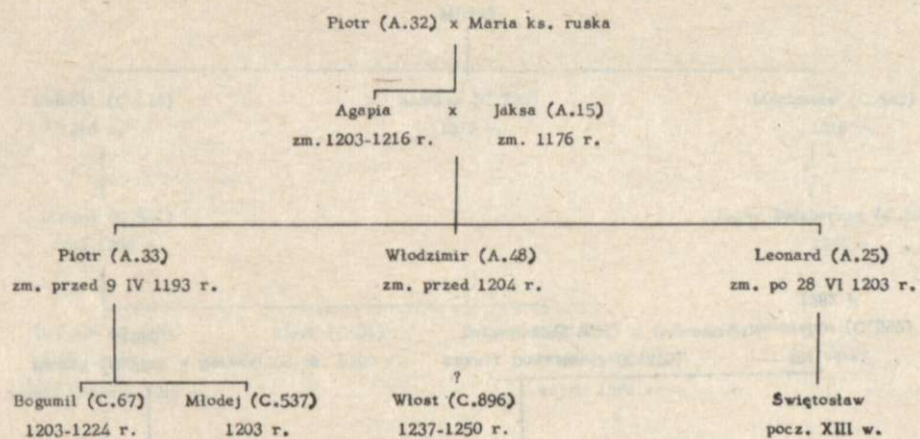 Piotr (A.32) x Maria ks. ruska
Agapia x Jaksa (A.15)
zm. 1203-1216 r. zm. 1176 r.
Piotr (A.33) Włodzimir (A.48) Leonard (A.25)
zm. przed 9 IV 1193 r. zm. przed 1204 r. zm. po 28 VI 1203 r.
?
Bogumił (C.67) Młodej (C.537) Włost (C.896) Świętosław
1203-1224 r. 1203 r. 1237-1250 r. pocz. XIII w.